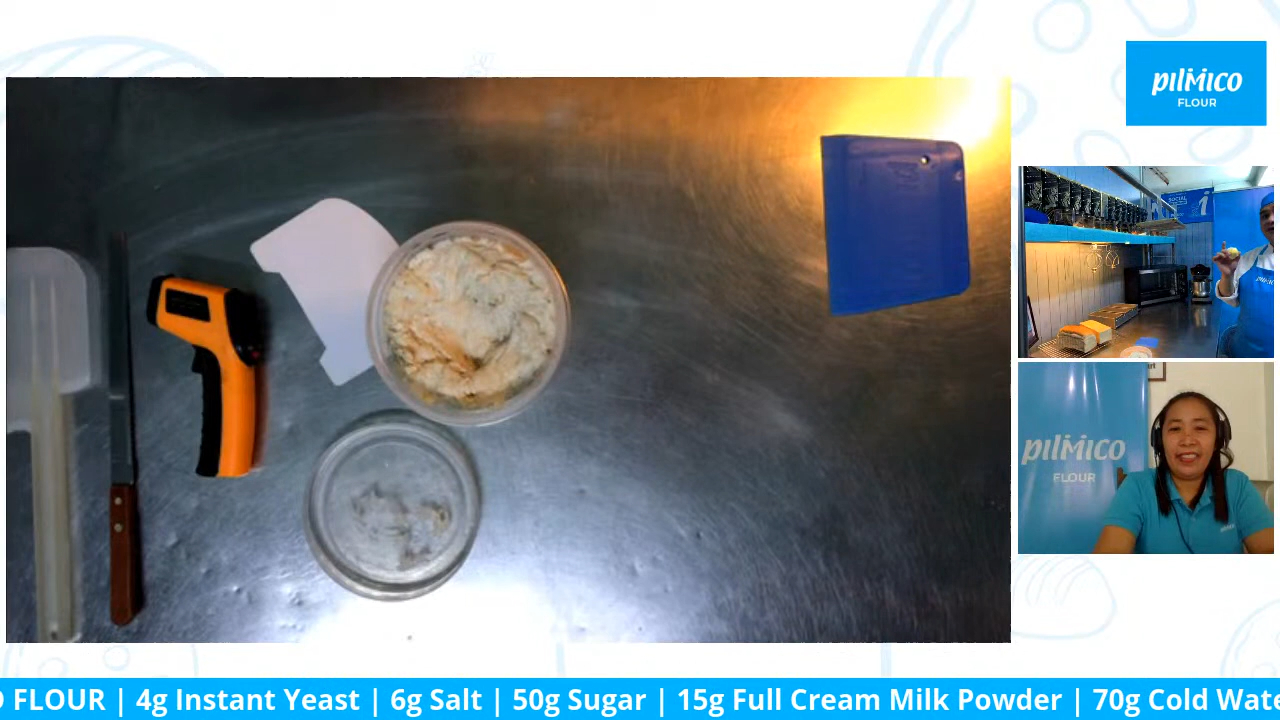 pilmico
FLOUR
SOCIAL
pilmico
FLOUR
O FLOUR | 4g Instant Yeast | 6g Salt | 50g Sugar | 15g Full Cream Milk Powder | 70g Cold Wate